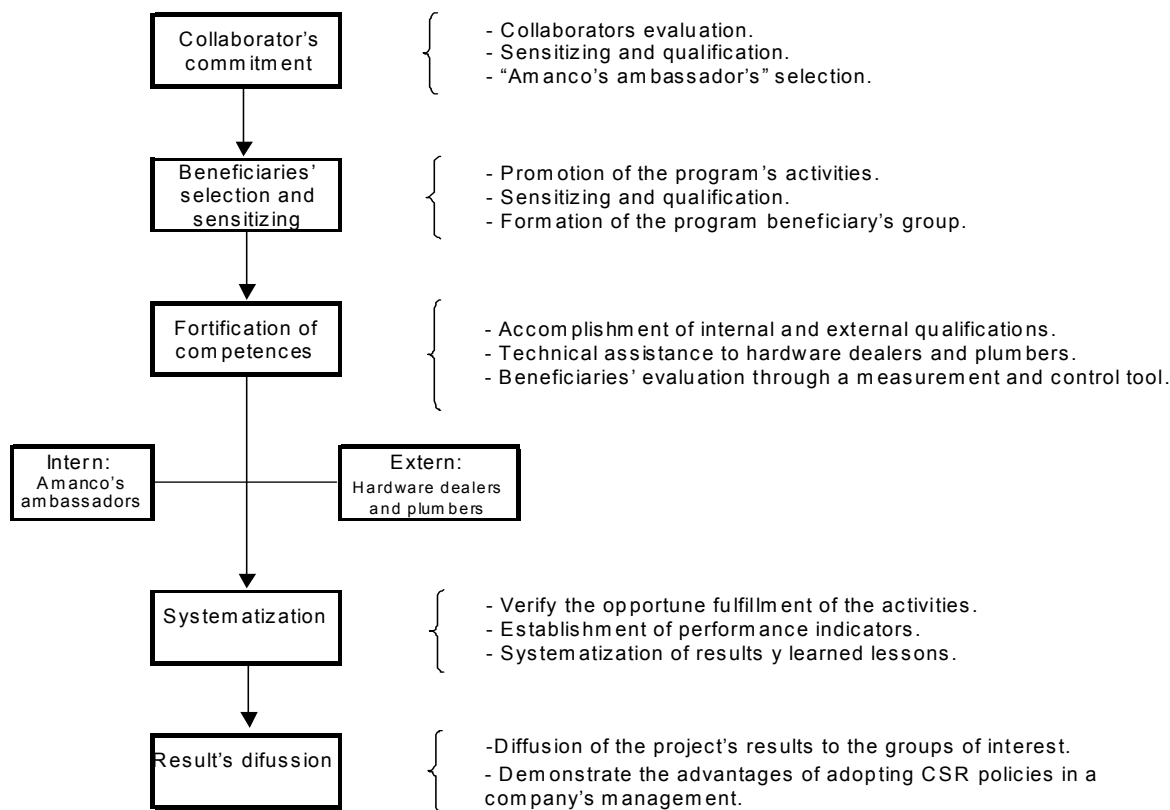 Collaborator's
commitment
- Collaborators evaluation.
- Sensitizing and qualification.
- “Amanco's ambassador's” selection.
Beneficiaries'
selection and
sensitizing
- Promotion of the program's activities.
- Sensitizing and qualification.
- Formation of the program beneficiary's group.
Fortification of
competences
- Accomplishment of internal and external qualifications.
- Technical assistance to hardware dealers and plumbers.
- Beneficiaries' evaluation through a measurement and control tool.
Intern:
Amanco's
ambassadors
Extern:
Hardware dealers
and plumbers
Systematization
- Verify the opportune fulfillment of the activities.
- Establishment of performance indicators.
- Systematization of results y learned lessons.
Result's difussion
-Diffusion of the project's results to the groups of interest.
- Demonstrate the advantages of adopting CSR policies in a
company's management.